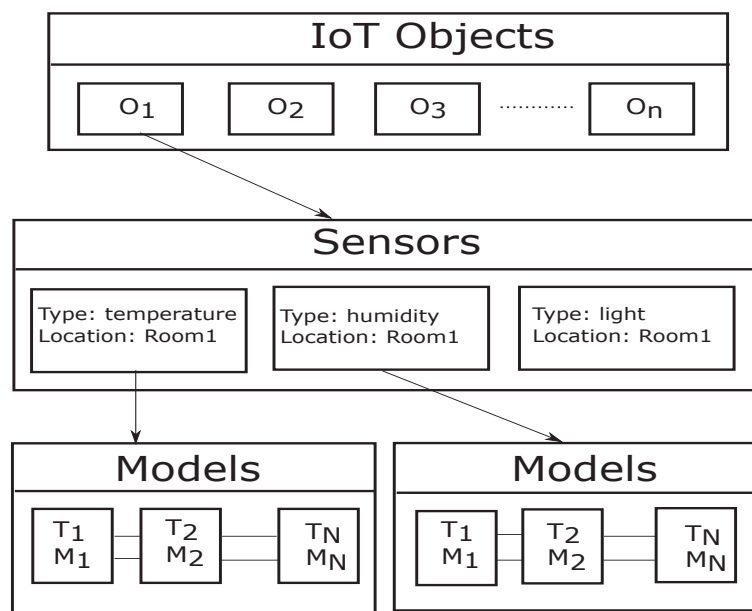 IoT Objects
O1 O2 O3 ............ On
Sensors
Type: temperature
Location: Room1
Type: humidity
Location: Room1
Type: light
Location: Room1
Models
T1 T2 TN
M1 M2 MN
Models
T1 T2 TN
M1 M2 MN